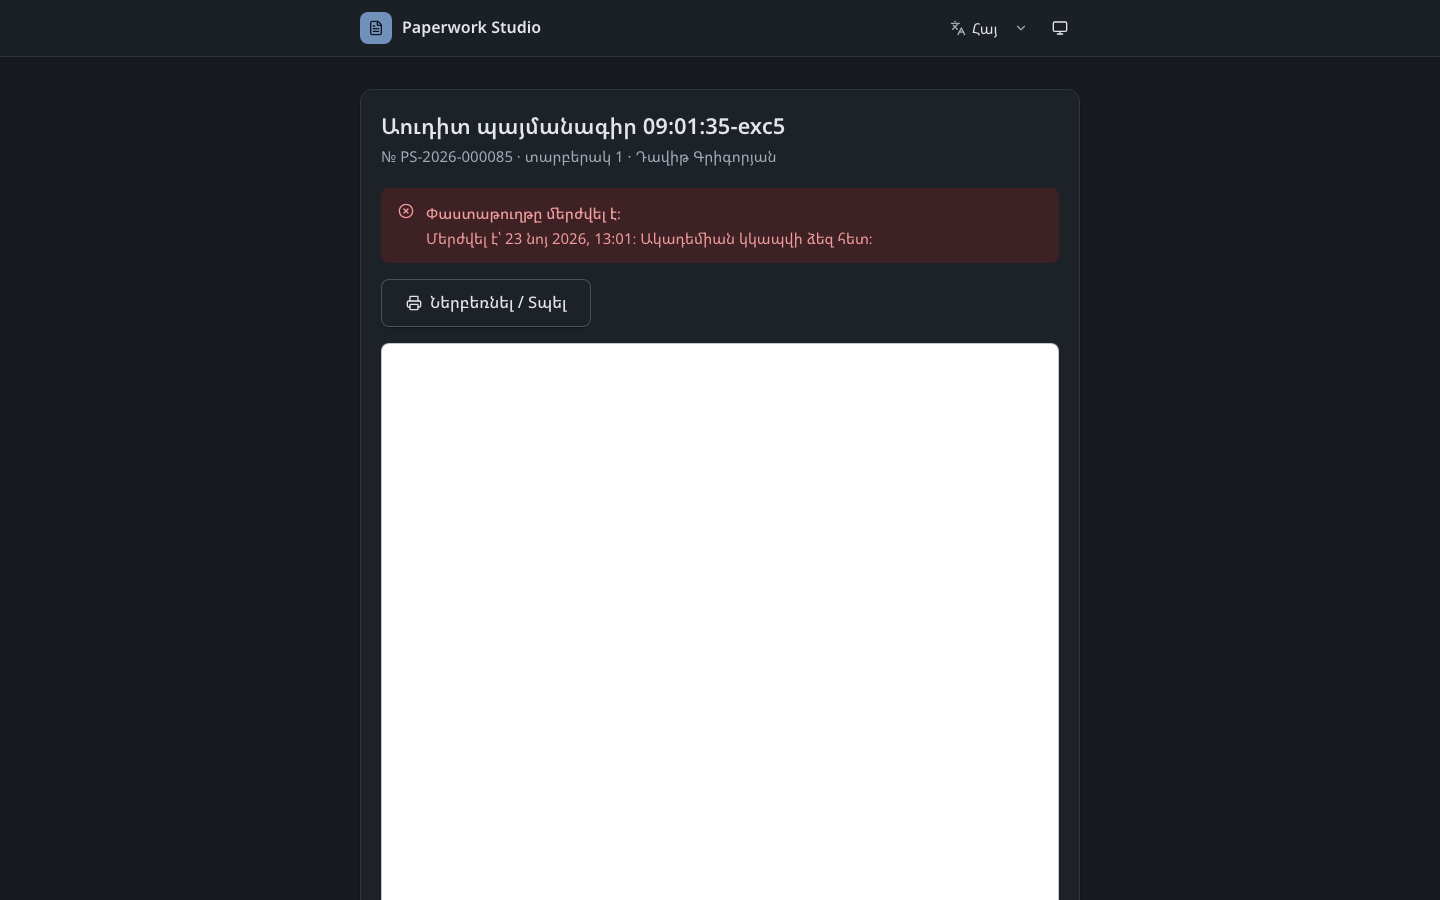 Paperwork Studio
Հայ
Աուդիտ պայմանագիր 09:01:35-exc5
№ PS-2026-000085 · տարբերակ 1 · Դավիթ Գրիգորյան
Փաստաթուղթը մերժվել է։
Մերժվել է՝ 23 նոյ 2026, 13:01։ Ակադեմիան կկապվի ձեզ հետ։
Ներբեռնել / Տպել